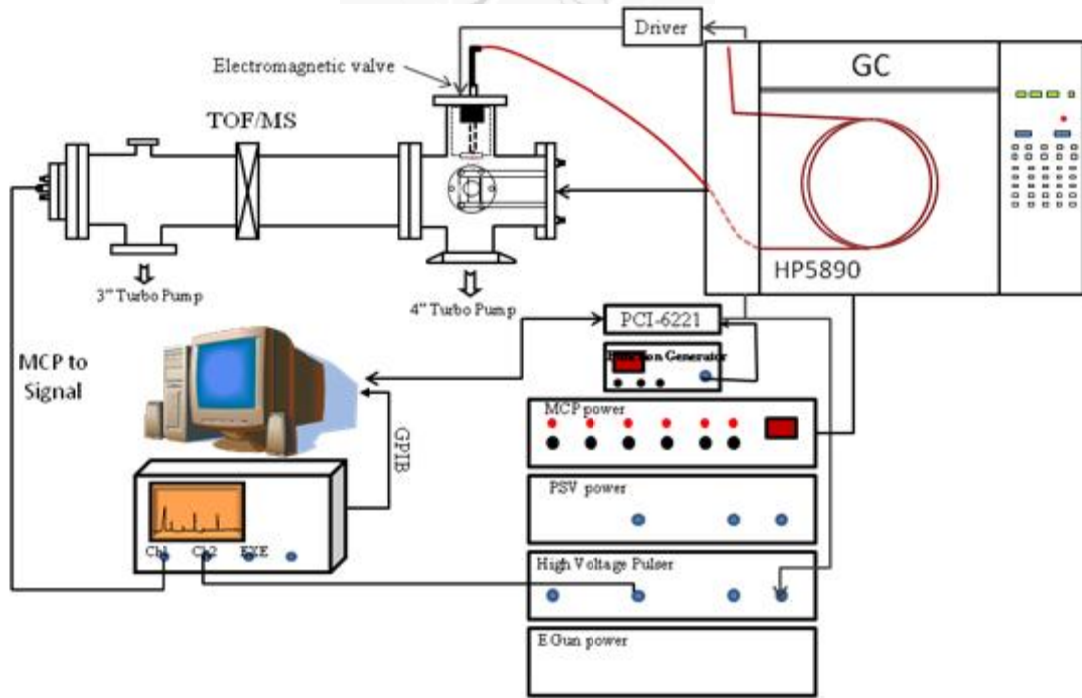 Driver
GC
Electromagnetic valve
TOF/MS
HP5890
3" Turbo Pump
4" Turbo Pump
PCI-6221
Generator
MCP to
Signal
MCP power
GPIB
PSV power
Ch1 Ch2 EXE
High Voltage Pulser
E Gun power